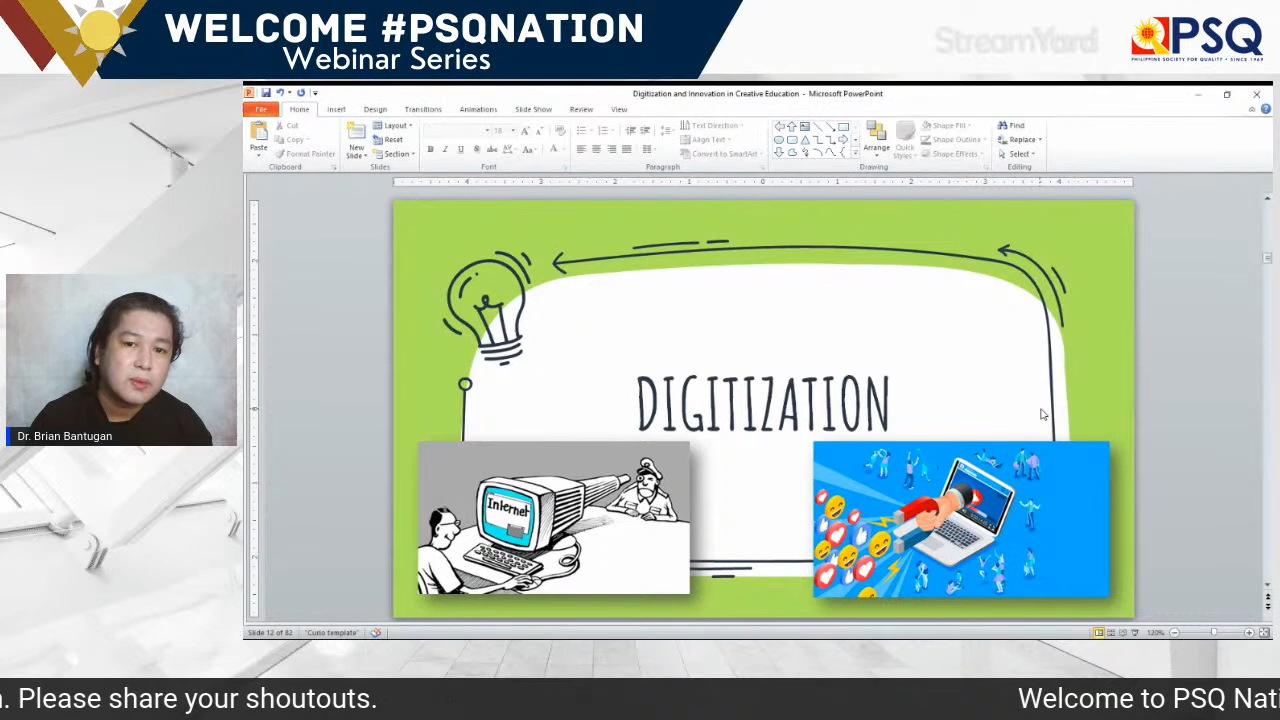 WELCOME #PSQNATION
Webinar Series
StreamYard
PSQ
PHILIPPINE SOCIETY FOR QUALITY • SINCE 1969
Digitization and Innovation in Creative Education - Microsoft PowerPoint
File Home Insert Design Transitions Animations Slide Show Review View
Paste
Cut
Copy
Format Painter
Clipboard
New Slide
Layout
Reset
Section
Slides
18
Font
Text Direction
Align Text
Convert to SmartArt
Paragraph
Arrange
Quick Styles
Shape Fill
Shape Outline
Shape Effects
Drawing
Find
Replace
Select
Editing
DIGITIZATION
Internet
Dr. Brian Bantugan
Slide 12 of 82 "Curio template" 120%
. Please share your shoutouts.
Welcome to PSQ Nati